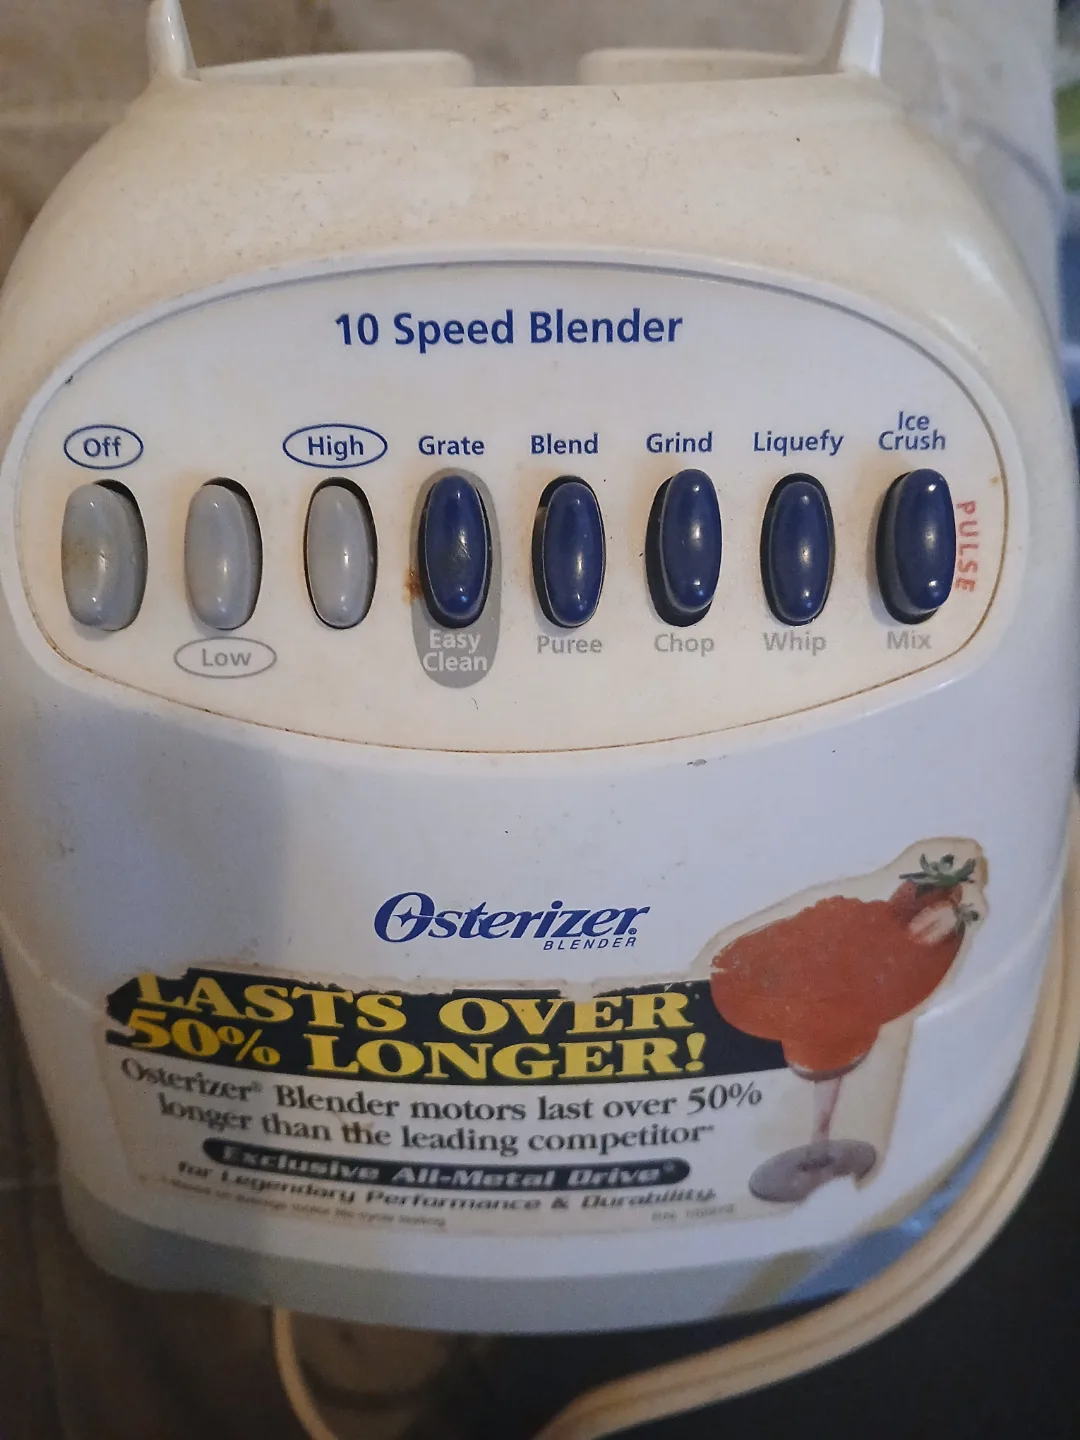 10 Speed Blender
Off High Grate Blend Grind Liquefy Ice Crush
PULSE
Low Easy Clean Puree Chop Whip Mix
Osterizer®
BLENDER
LASTS OVER
50% LONGER!
Osterizer® Blender motors last over 50%
longer than the leading competitor*
Exclusive All-Metal Drive®
for Legendary Performance & Durability.